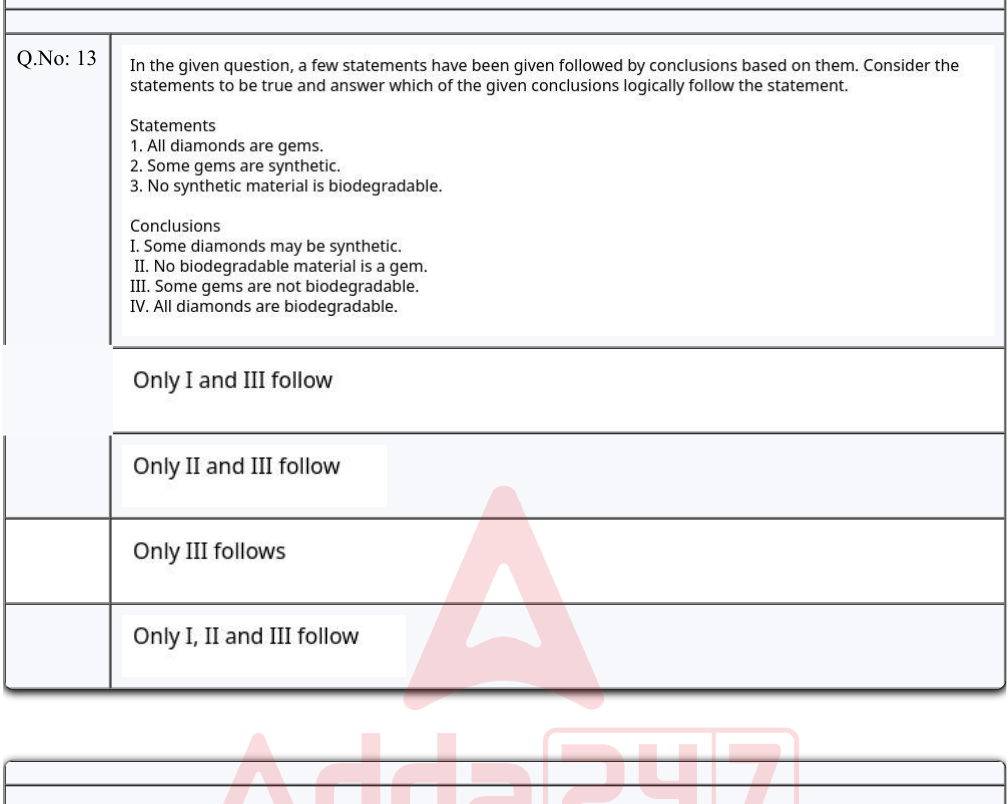 Q.No: 13
In the given question, a few statements have been given followed by conclusions based on them. Consider the
statements to be true and answer which of the given conclusions logically follow the statement.
Statements
1. All diamonds are gems.
2. Some gems are synthetic.
3. No synthetic material is biodegradable.
Conclusions
I. Some diamonds may be synthetic.
II. No biodegradable material is a gem.
III. Some gems are not biodegradable.
IV. All diamonds are biodegradable.
Only I and III follow
Only II and III follow
Only III follows
Only I, II and III follow
Adda247